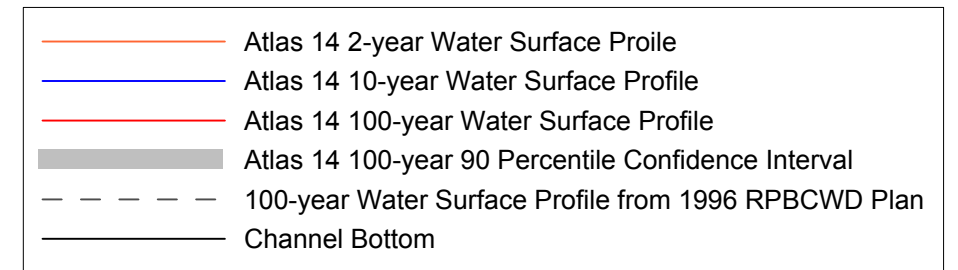 Atlas 14 2-year Water Surface Proile
Atlas 14 10-year Water Surface Profile
Atlas 14 100-year Water Surface Profile
Atlas 14 100-year 90 Percentile Confidence Interval
100-year Water Surface Profile from 1996 RPBCWD Plan
Channel Bottom